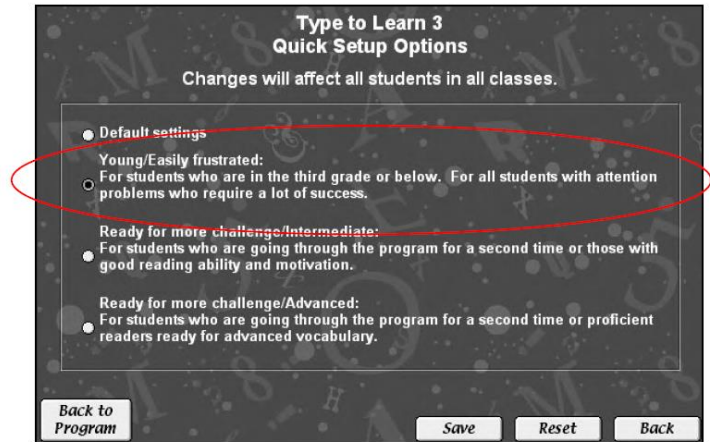 Type to Learn 3
Quick Setup Options
Changes will affect all students in all classes.
Default settings
Young/Easily frustrated:
For students who are in the third grade or below. For all students with attention
problems who require a lot of success.
Ready for more challenge/Intermediate:
For students who are going through the program for a second time or those with
good reading ability and motivation.
Ready for more challenge/Advanced:
For students who are going through the program for a second time or proficient
readers ready for advanced vocabulary.
Back to
Program
Save
Reset
Back